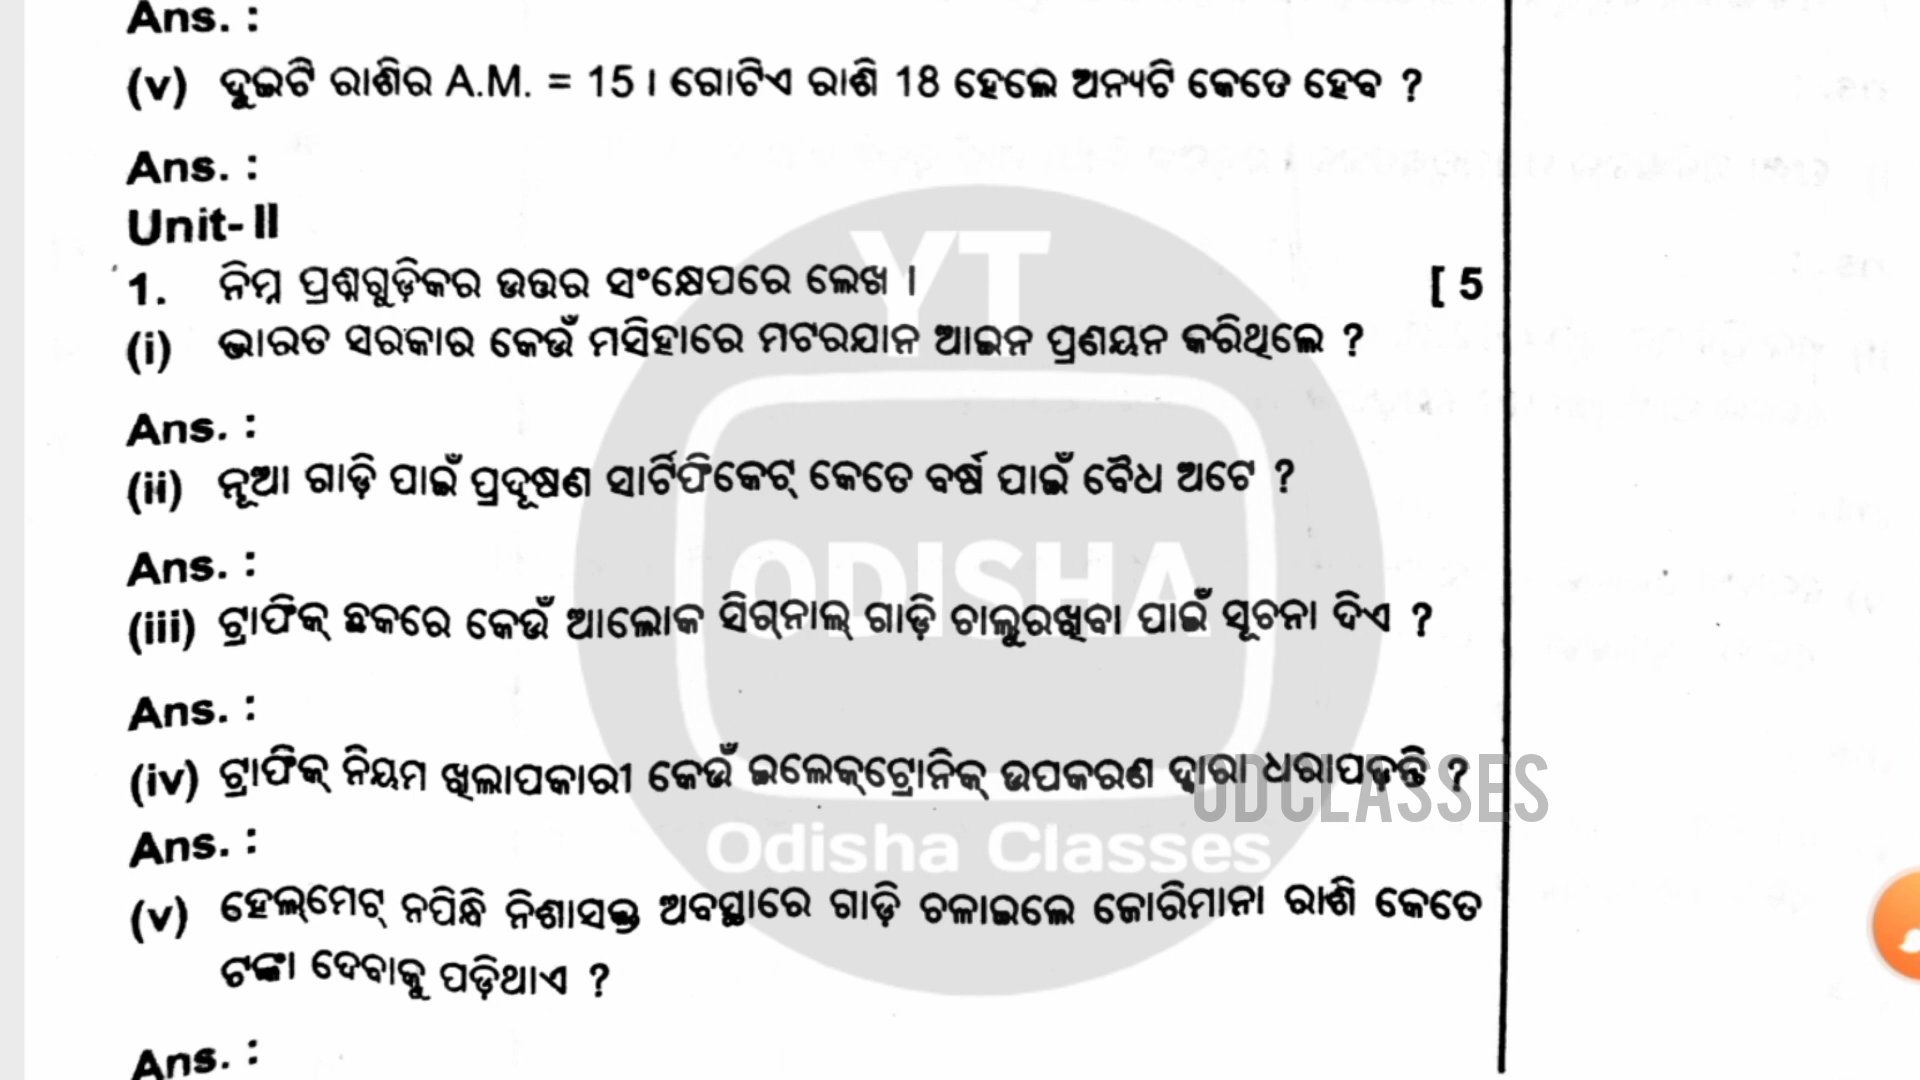 Ans. :
(v) ଦୁଇଟି ରାଶିର A.M. = 15 । ଗୋଟିଏ ରାଶି 18 ହେଲେ ଅନ୍ୟଟି କେତେ ହେବ ?
Ans. :
Unit- II
1. ନିମ୍ନ ପ୍ରଶ୍ନଗୁଡ଼ିକର ଉତ୍ତର ସଂକ୍ଷେପରେ ଲେଖ । [ 5
(i) ଭାରତ ସରକାର କେଉଁ ମସିହାରେ ମଟରଯାନ ଆଇନ ପ୍ରଣୟନ କରିଥିଲେ ?
Ans. :
(ii) ନୂଆ ଗାଡ଼ି ପାଇଁ ପ୍ରଦୂଷଣ ସାର୍ଟିଫିକେଟ୍ କେତେ ବର୍ଷ ପାଇଁ ବୈଧ ଅଟେ ?
Ans. :
(iii) ଟ୍ରାଫିକ୍ ଛକରେ କେଉଁ ଆଲୋକ ସିଗ୍ନାଲ୍ ଗାଡ଼ି ଚାଲୁରଖିବା ପାଇଁ ସୂଚନା ଦିଏ ?
Ans. :
(iv) ଟ୍ରାଫିକ୍ ନିୟମ ଖିଲାପକାରୀ କେଉଁ ଇଲେକ୍ଟ୍ରୋନିକ୍ ଉପକରଣ ଦ୍ୱାରା ଧରାପଡ଼ନ୍ତି ?
Ans. :
(v) ହେଲ୍‌ମେଟ୍ ନପିନ୍ଧି ନିଶାସକ୍ତ ଅବସ୍ଥାରେ ଗାଡ଼ି ଚଳାଇଲେ ଜୋରିମାନା ରାଶି କେତେ
ଟଙ୍କା ଦେବାକୁ ପଡ଼ିଥାଏ ?
Ans. :
YT
ODISHA
Odisha Classes
OD CLASSES